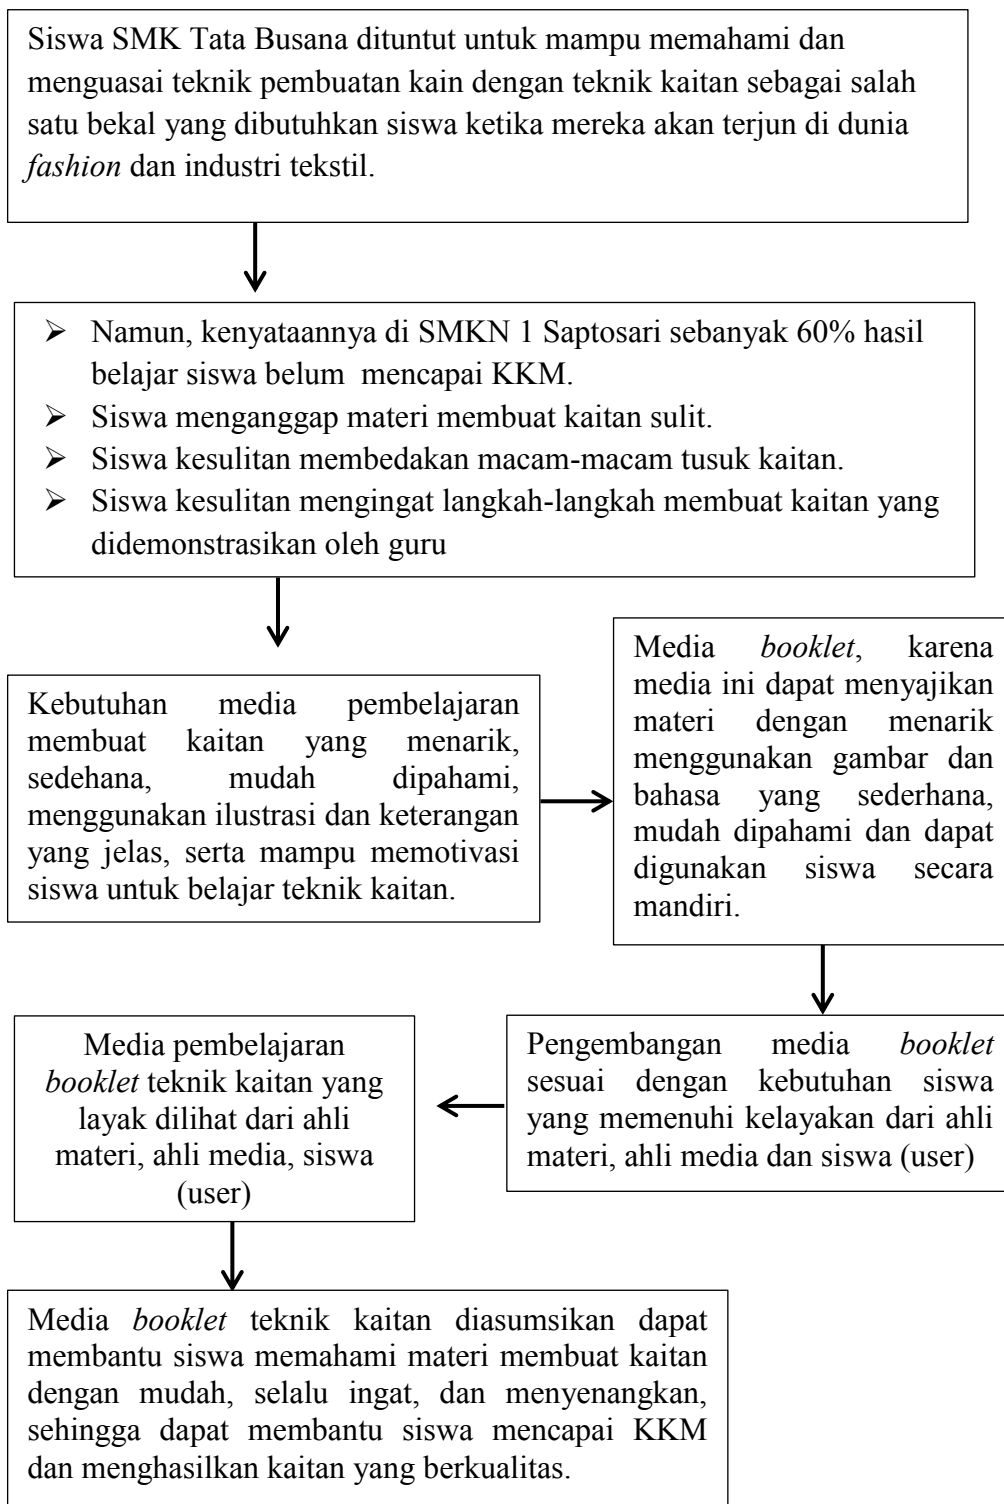 Siswa SMK Tata Busana dituntut untuk mampu memahami dan
menguasai teknik pembuatan kain dengan teknik kaitan sebagai salah
satu bekal yang dibutuhkan siswa ketika mereka akan terjun di dunia
fashion dan industri tekstil.
➢ Namun, kenyataannya di SMKN 1 Saptosari sebanyak 60% hasil
belajar siswa belum mencapai KKM.
➢ Siswa menganggap materi membuat kaitan sulit.
➢ Siswa kesulitan membedakan macam-macam tusuk kaitan.
➢ Siswa kesulitan mengingat langkah-langkah membuat kaitan yang
didemonstrasikan oleh guru
Kebutuhan media pembelajaran
membuat kaitan yang menarik,
sedehana, mudah dipahami,
menggunakan ilustrasi dan keterangan
yang jelas, serta mampu memotivasi
siswa untuk belajar teknik kaitan.
Media booklet, karena
media ini dapat menyajikan
materi dengan menarik
menggunakan gambar dan
bahasa yang sederhana,
mudah dipahami dan dapat
digunakan siswa secara
mandiri.
Pengembangan media booklet
sesuai dengan kebutuhan siswa
yang memenuhi kelayakan dari ahli
materi, ahli media dan siswa (user)
Media pembelajaran
booklet teknik kaitan yang
layak dilihat dari ahli
materi, ahli media, siswa
(user)
Media booklet teknik kaitan diasumsikan dapat
membantu siswa memahami materi membuat kaitan
dengan mudah, selalu ingat, dan menyenangkan,
sehingga dapat membantu siswa mencapai KKM
dan menghasilkan kaitan yang berkualitas.